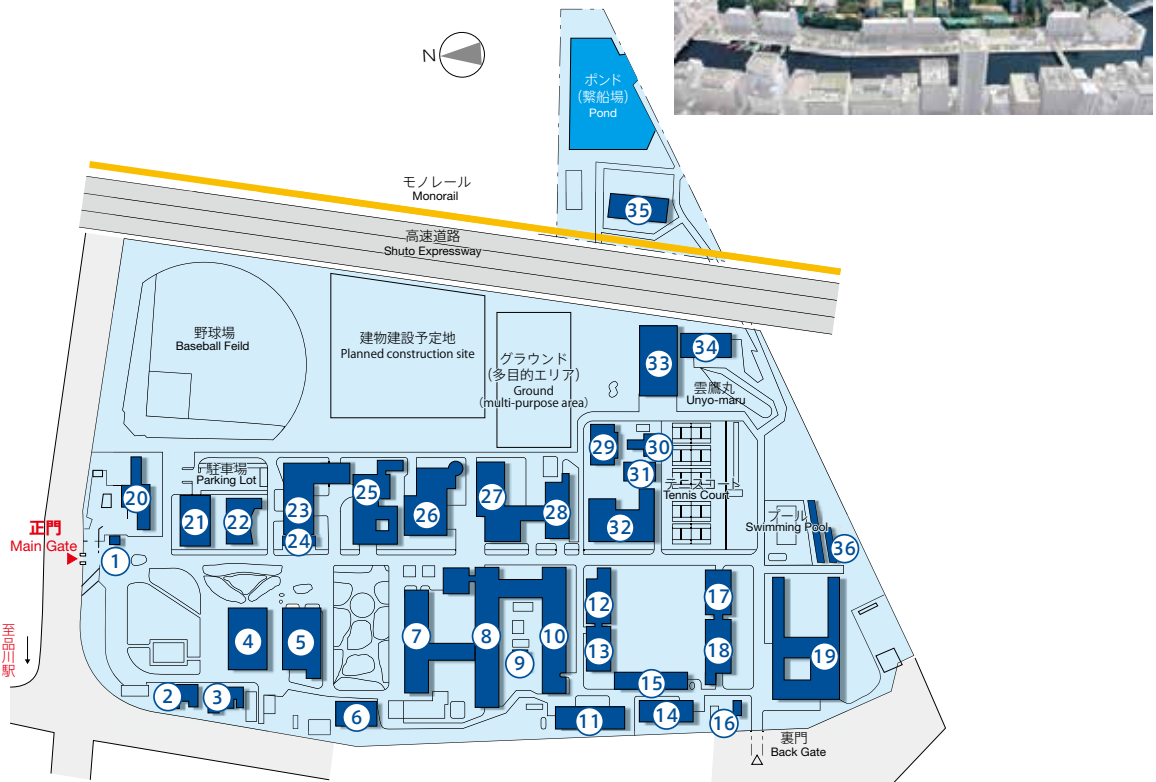 N
ポンド
(繋船場)
Pond
モノレール
Monorail
35
高速道路
Shuto Expressway
野球場
Baseball Feild
建物建設予定地
Planned construction site
グラウンド
(多目的エリア)
Ground
(multi-purpose area)
33
34
雲鷹丸
Unyo-maru
29
30
31
テニスコート
Tennis Court
駐車場
Parking Lot
20
21
22
23
24
25
26
27
28
32
プール
Swimming Pool
36
正門
Main Gate
1
至品川駅
4
5
7
8
9
10
12
13
17
18
19
2
3
6
11
15
14
16
裏門
Back Gate